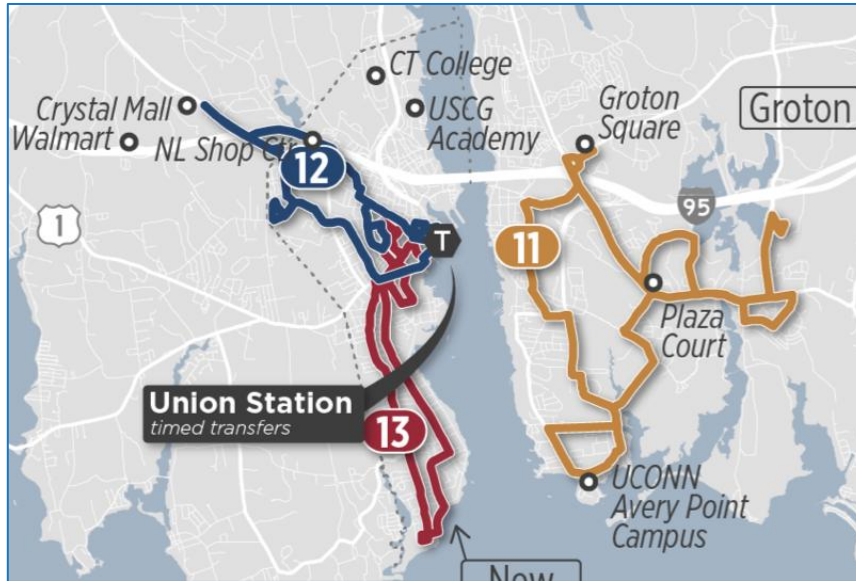 CT College
Crystal Mall
Walmart
USCG
Academy
NL Shop Ctr
12
Groton
Square
Groton
1
95
T
11
Plaza
Court
Union Station
timed transfers
13
UCONN
Avery Point
Campus
New